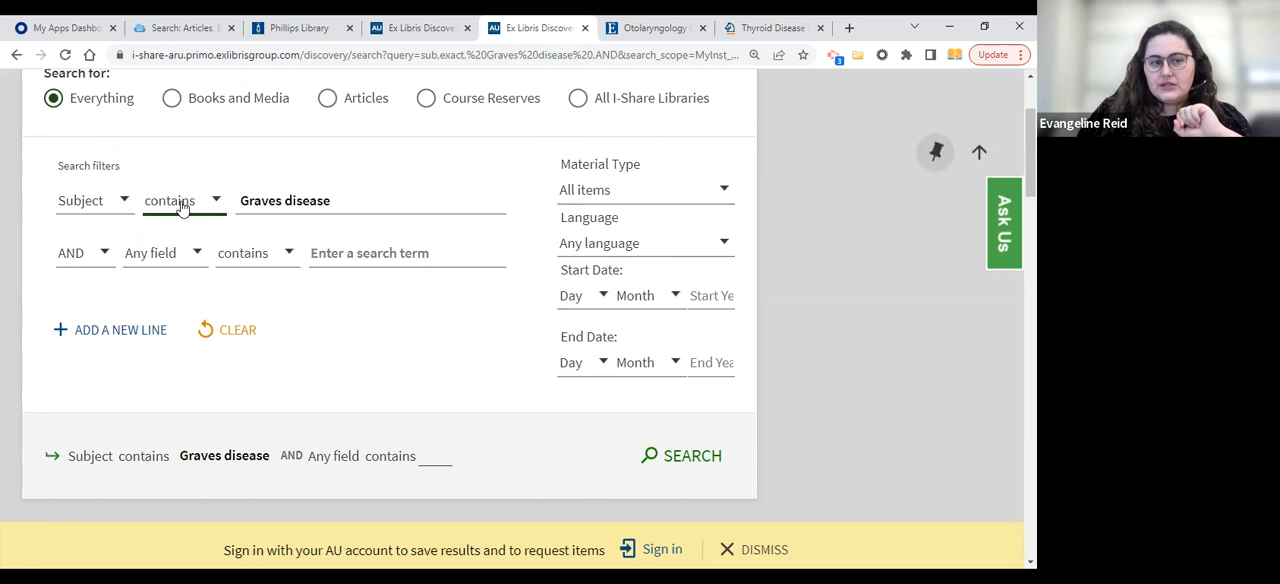 My Apps Dashbo
Search: Articles, E
Phillips Library
Ex Libris Discove
Ex Libris Discove
Otolaryngology
Thyroid Disease
i-share-aru.primo.exlibrisgroup.com/discovery/search?query=sub,exact,%20Graves%20disease%20,AND&search_scope=MyInst_...
3
Update
Search for:
Everything Books and Media Articles Course Reserves All I-Share Libraries
Search filters
Subject contains Graves disease
AND Any field contains Enter a search term
ADD A NEW LINE CLEAR
Material Type
All items
Language
Any language
Start Date:
Day Month Start Ye
End Date:
Day Month End Yea
Subject contains Graves disease AND Any field contains
SEARCH
Ask Us
Sign in with your AU account to save results and to request items Sign in DISMISS
Evangeline Reid